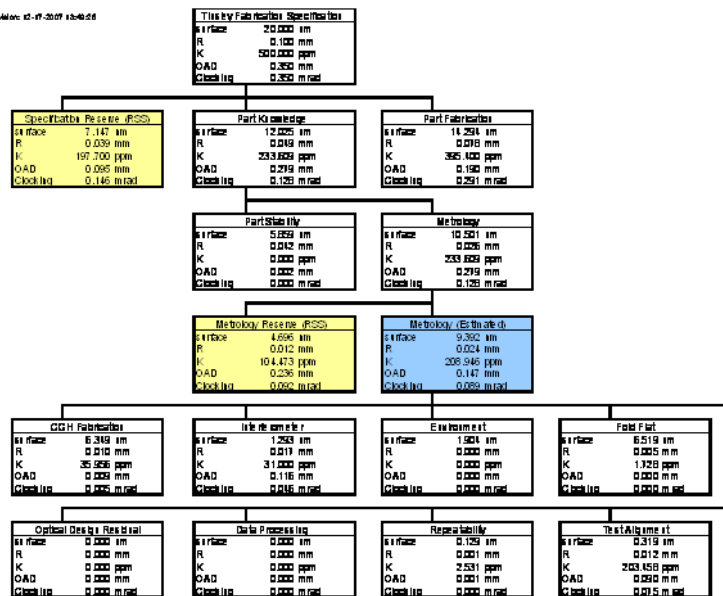 12-17-2007
Tinsley Fabrication Specification
surface 20.000 nm
R 0.100 mm
K 500.000 ppm
OAD 0.350 mm
Clocking 0.350 mrad
Specification Reserve (RSS)
surface 7.147 nm
R 0.039 mm
K 197.700 ppm
OAD 0.095 mm
Clocking 0.146 mrad
Part Knowledge
surface 12.025 nm
R 0.049 mm
K 233.609 ppm
OAD 0.279 mm
Clocking 0.128 mrad
Part Fabrication
surface 14.294 nm
R 0.078 mm
K 395.400 ppm
OAD 0.190 mm
Clocking 0.291 mrad
Part Stability
surface 5.859 nm
R 0.042 mm
K 0.000 ppm
OAD 0.002 mm
Clocking 0.000 mrad
Metrology
surface 10.501 nm
R 0.026 mm
K 233.609 ppm
OAD 0.279 mm
Clocking 0.128 mrad
Metrology Reserve (RSS)
surface 4.696 nm
R 0.012 mm
K 104.473 ppm
OAD 0.236 mm
Clocking 0.092 mrad
Metrology (Estimated)
surface 9.392 nm
R 0.024 mm
K 208.946 ppm
OAD 0.147 mm
Clocking 0.089 mrad
CGH Fabrication
surface 6.349 nm
R 0.010 mm
K 35.956 ppm
OAD 0.009 mm
Clocking 0.005 mrad
Interferometer
surface 1.293 nm
R 0.017 mm
K 31.000 ppm
OAD 0.116 mm
Clocking 0.046 mrad
Environment
surface 1.904 nm
R 0.000 mm
K 0.000 ppm
OAD 0.000 mm
Clocking 0.000 mrad
Fold Flat
surface 6.519 nm
R 0.005 mm
K 1.728 ppm
OAD 0.000 mm
Clocking 0.000 mrad
Optical Design Residual
surface 0.000 nm
R 0.000 mm
K 0.000 ppm
OAD 0.000 mm
Clocking 0.000 mrad
Data Processing
surface 0.000 nm
R 0.000 mm
K 0.000 ppm
OAD 0.000 mm
Clocking 0.000 mrad
Repeatability
surface 0.129 nm
R 0.001 mm
K 2.531 ppm
OAD 0.001 mm
Clocking 0.000 mrad
Test Alignment
surface 0.319 nm
R 0.012 mm
K 203.458 ppm
OAD 0.090 mm
Clocking 0.075 mrad